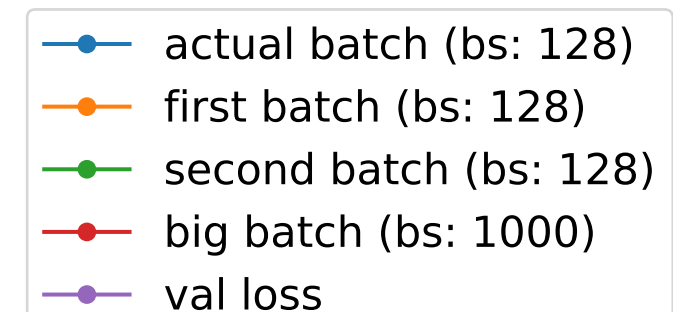 actual batch (bs: 128)
first batch (bs: 128)
second batch (bs: 128)
big batch (bs: 1000)
val loss